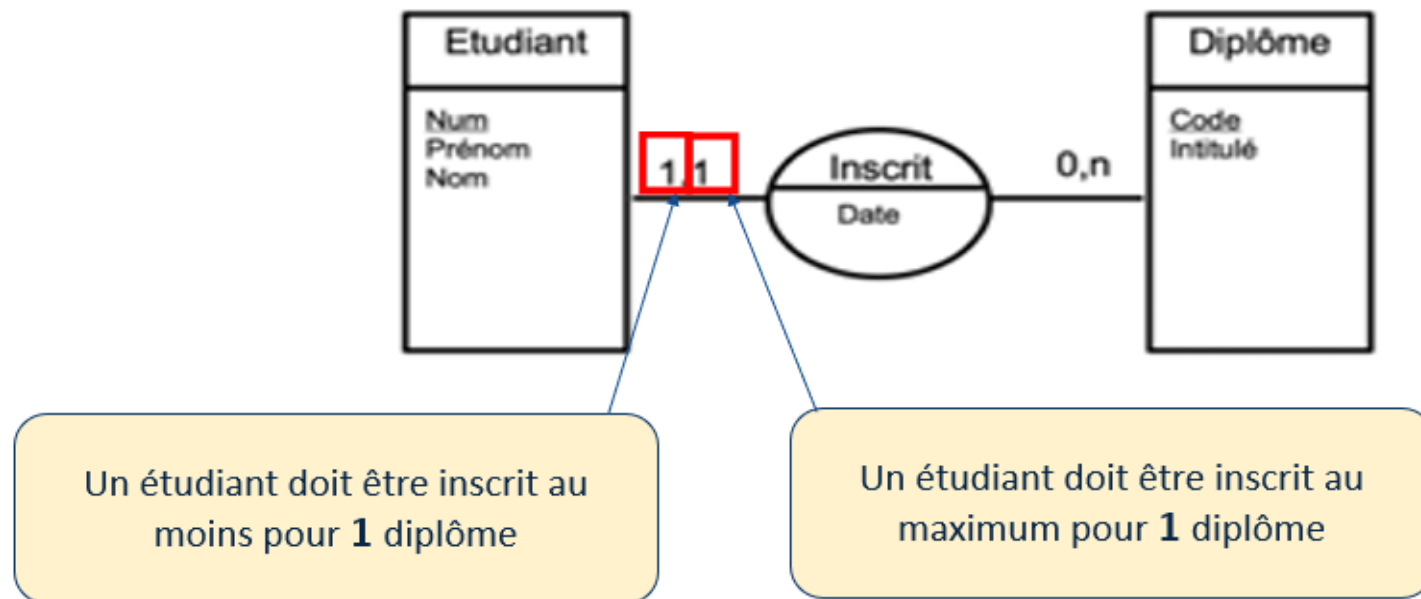 Etudiant
Num
Prénom
Nom
1,1
Inscrit
Date
0,n
Diplôme
Code
Intitulé
Un étudiant doit être inscrit au
moins pour 1 diplôme
Un étudiant doit être inscrit au
maximum pour 1 diplôme